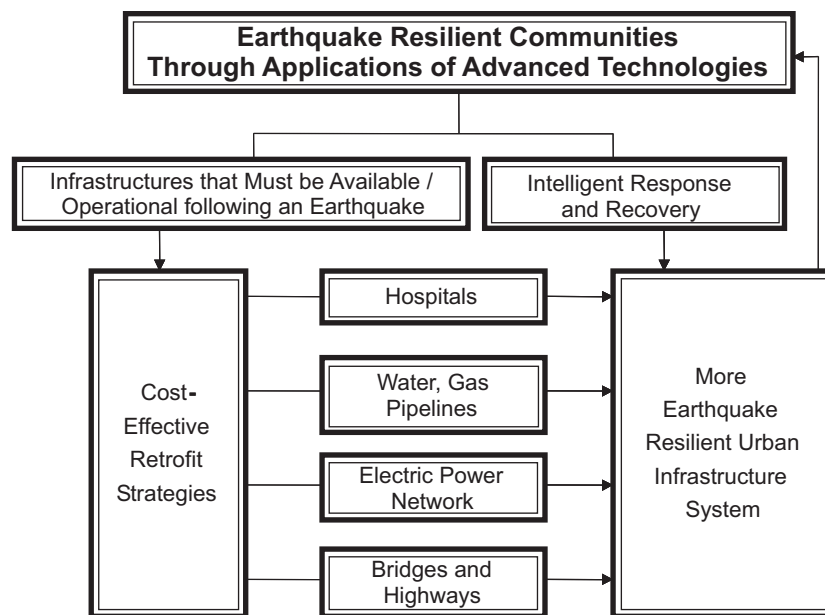 Earthquake Resilient Communities
Through Applications of Advanced Technologies
Infrastructures that Must be Available /
Operational following an Earthquake
Intelligent Response
and Recovery
Cost-
Effective
Retrofit
Strategies
Hospitals
Water, Gas
Pipelines
Electric Power
Network
Bridges and
Highways
More
Earthquake
Resilient Urban
Infrastructure
System